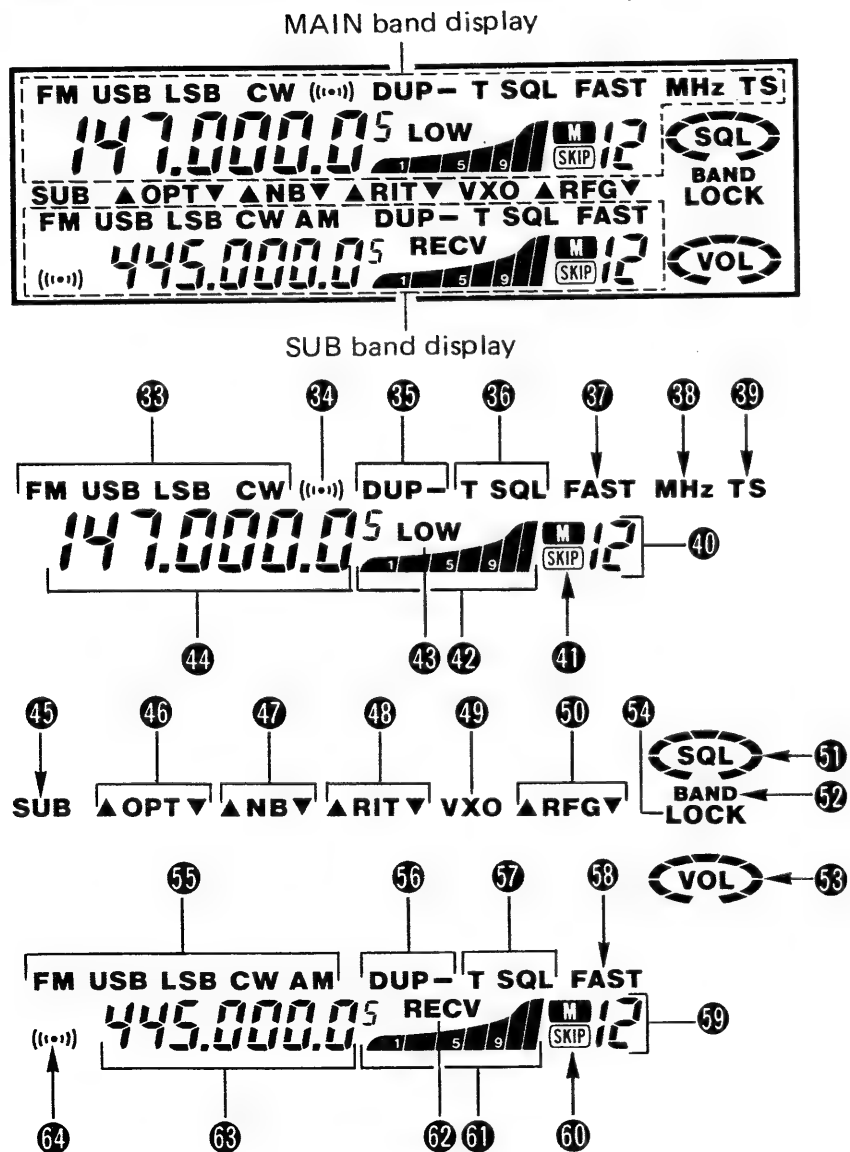 MAIN band display
FM USB LSB CW ((•)) DUP– T SQL FAST MHz TS
147.000.0 5 LOW 1 5 9 M SKIP 12 SQL
BAND
SUB ▲OPT▼ ▲NB▼ ▲RIT▼ VXO ▲RFG▼ LOCK
FM USB LSB CW AM DUP– T SQL FAST
((•)) 445.000.0 5 RECV 1 5 9 M SKIP 12 VOL
SUB band display
33 34 35 36 37 38 39
FM USB LSB CW ((•)) DUP– T SQL FAST MHz TS
147.000.0 5 LOW 1 5 9 M SKIP 12 40
44 43 42 41
45 46 47 48 49 50 54
SQL 51
BAND 52
SUB ▲OPT▼ ▲NB▼ ▲RIT▼ VXO ▲RFG▼ LOCK
VOL 53
55 56 57 58
FM USB LSB CW AM DUP– T SQL FAST
((•)) 445.000.0 5 RECV 1 5 9 M SKIP 12 59
64 63 62 61 60